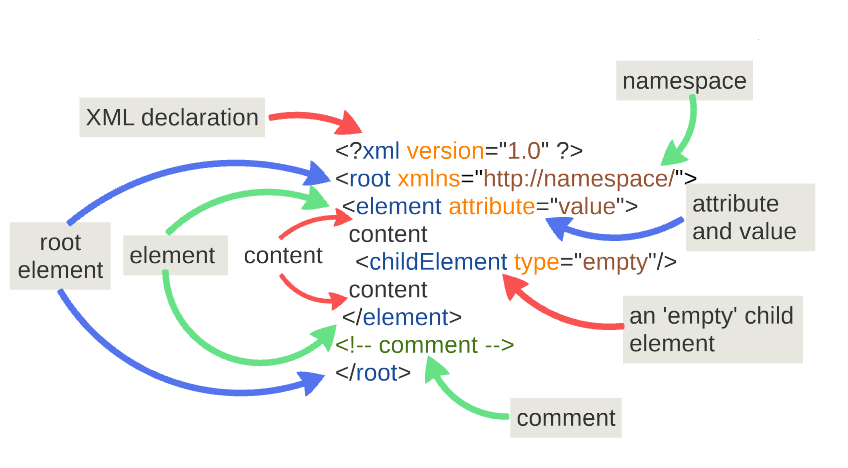 namespace
XML declaration
<?xml version="1.0" ?>
<root xmlns="http://namespace/">
<element attribute="value">
attribute
and value
root
element
element
content
content
<childElement type="empty"/>
content
</element>
an 'empty' child
element
<!-- comment -->
</root>
comment